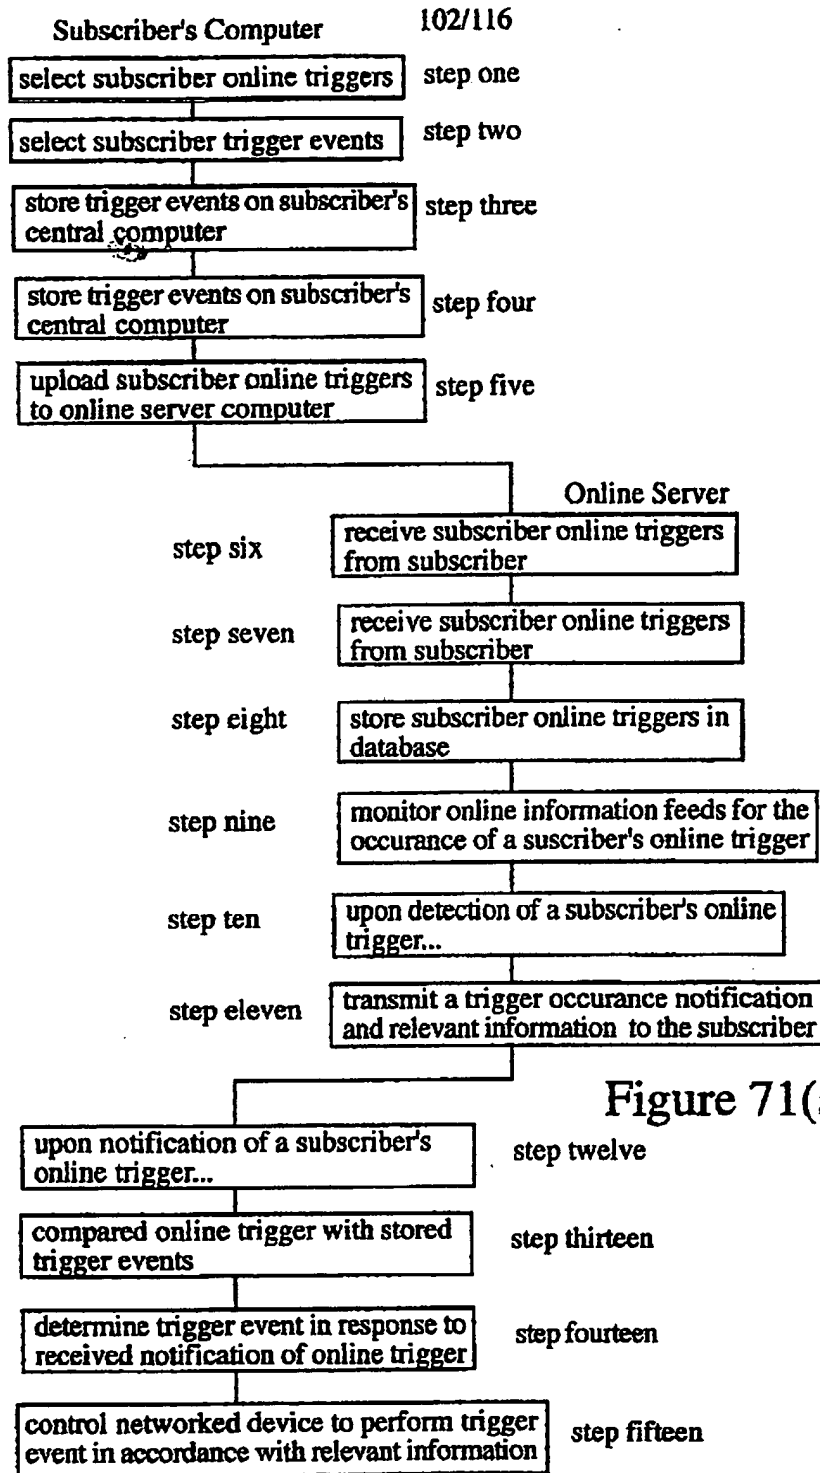 Subscriber's Computer
102/116
select subscriber online triggers
step one
select subscriber trigger events
step two
store trigger events on subscriber's
central computer
step three
store trigger events on subscriber's
central computer
step four
upload subscriber online triggers
to online server computer
step five
Online Server
step six
receive subscriber online triggers
from subscriber
step seven
receive subscriber online triggers
from subscriber
step eight
store subscriber online triggers in
database
step nine
monitor online information feeds for the
occurance of a suscriber's online trigger
step ten
upon detection of a subscriber's online
trigger...
step eleven
transmit a trigger occurance notification
and relevant information to the subscriber
Figure 71(
upon notification of a subscriber's
online trigger...
step twelve
compared online trigger with stored
trigger events
step thirteen
determine trigger event in response to
received notification of online trigger
step fourteen
control networked device to perform trigger
event in accordance with relevant information
step fifteen